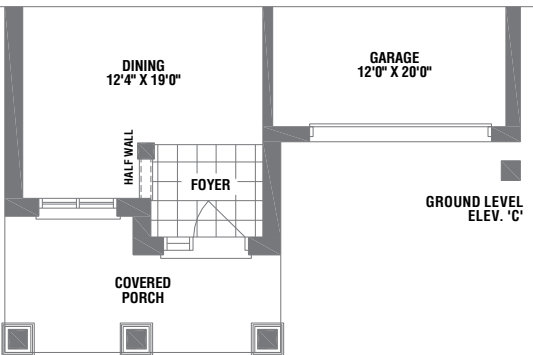 DINING
12'4" X 19'0"
GARAGE
12'0" X 20'0"
HALF WALL
FOYER
GROUND LEVEL
ELEV. 'C'
COVERED
PORCH